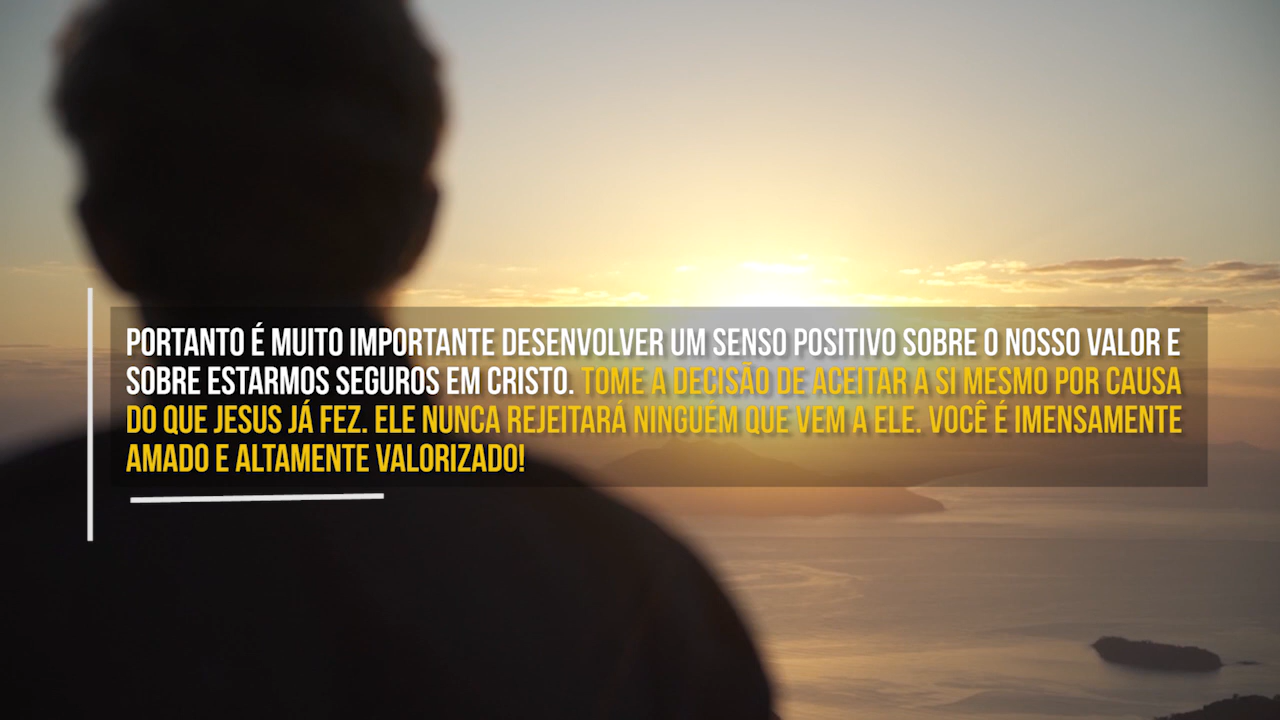 PORTANTO É MUITO IMPORTANTE DESENVOLVER UM SENSO POSITIVO SOBRE O NOSSO VALOR E
SOBRE ESTARMOS SEGUROS EM CRISTO. TOME A DECISÃO DE ACEITAR A SI MESMO POR CAUSA
DO QUE JESUS JÁ FEZ. ELE NUNCA REJEITARÁ NINGUÉM QUE VEM A ELE. VOCÊ É IMENSAMENTE
AMADO E ALTAMENTE VALORIZADO!